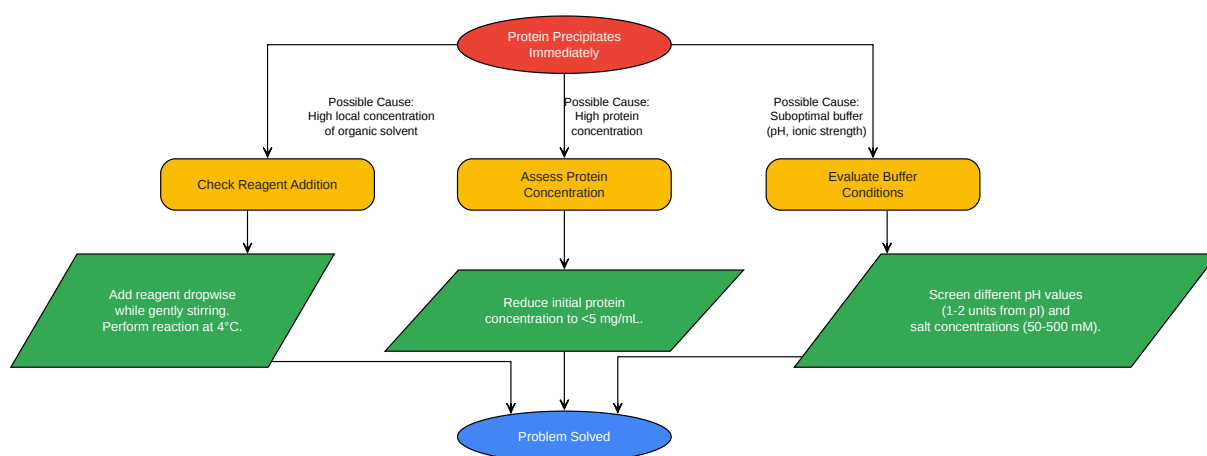 Protein Precipitates
Immediately
Possible Cause:
High local concentration
of organic solvent
Possible Cause:
High protein
concentration
Possible Cause:
Suboptimal buffer
(pH, ionic strength)
Check Reagent Addition
Assess Protein
Concentration
Evaluate Buffer
Conditions
Add reagent dropwise
while gently stirring.
Perform reaction at 4°C.
Reduce initial protein
concentration to <5 mg/mL.
Screen different pH values
(1-2 units from pI) and
salt concentrations (50-500 mM).
Problem Solved